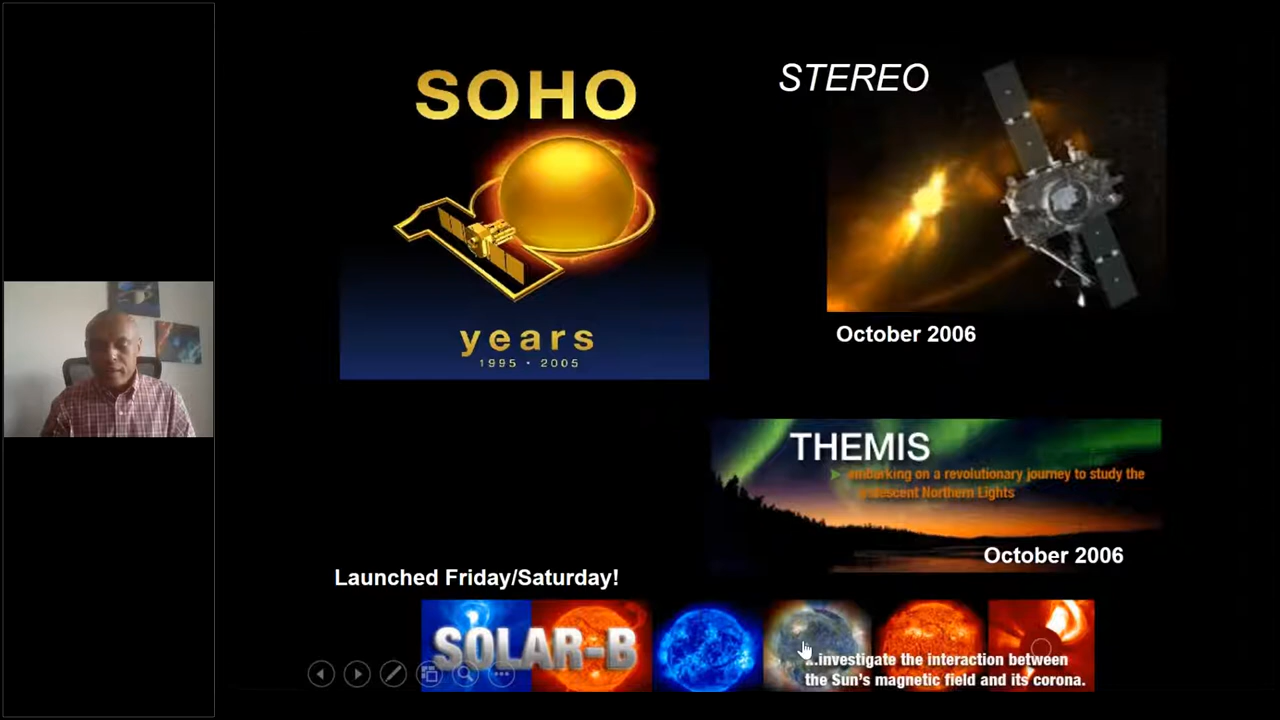 SOHO
years
1995 • 2005
STEREO
October 2006
THEMIS
embarking on a revolutionary journey to study the
Northern Lights
October 2006
Launched Friday/Saturday!
SOLAR-B
...investigate the interaction between
the Sun's magnetic field and its corona.